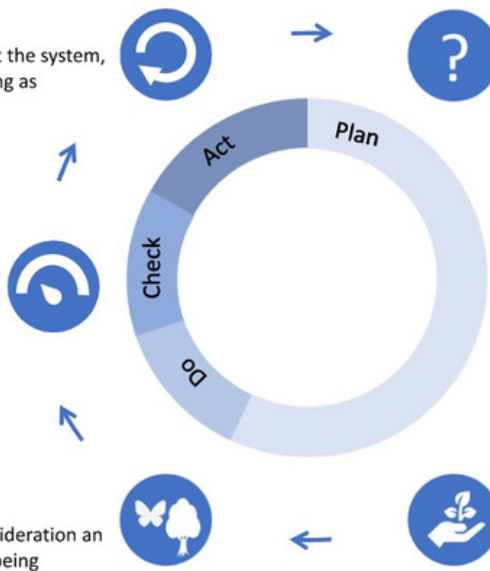 t the system,
ng as
?
Plan
Act
Check
Do
ideration an
being